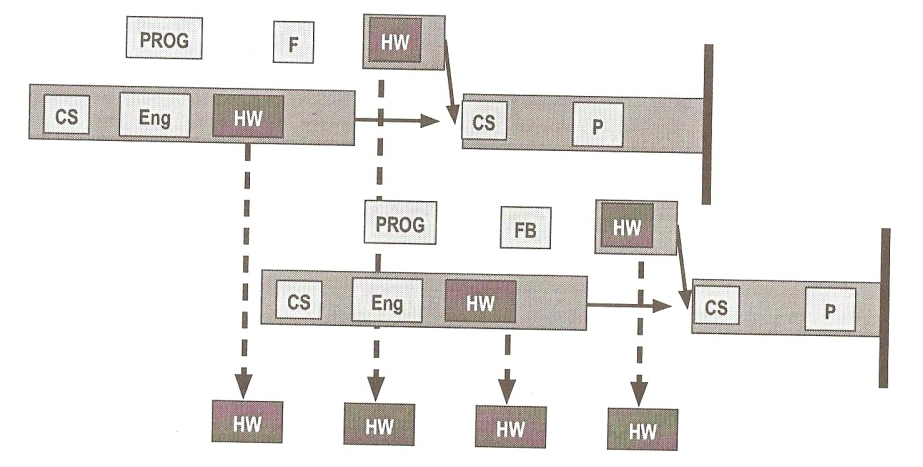 PROG F HW
CS Eng HW CS P
PROG FB HW
CS Eng HW CS P
HW HW HW HW